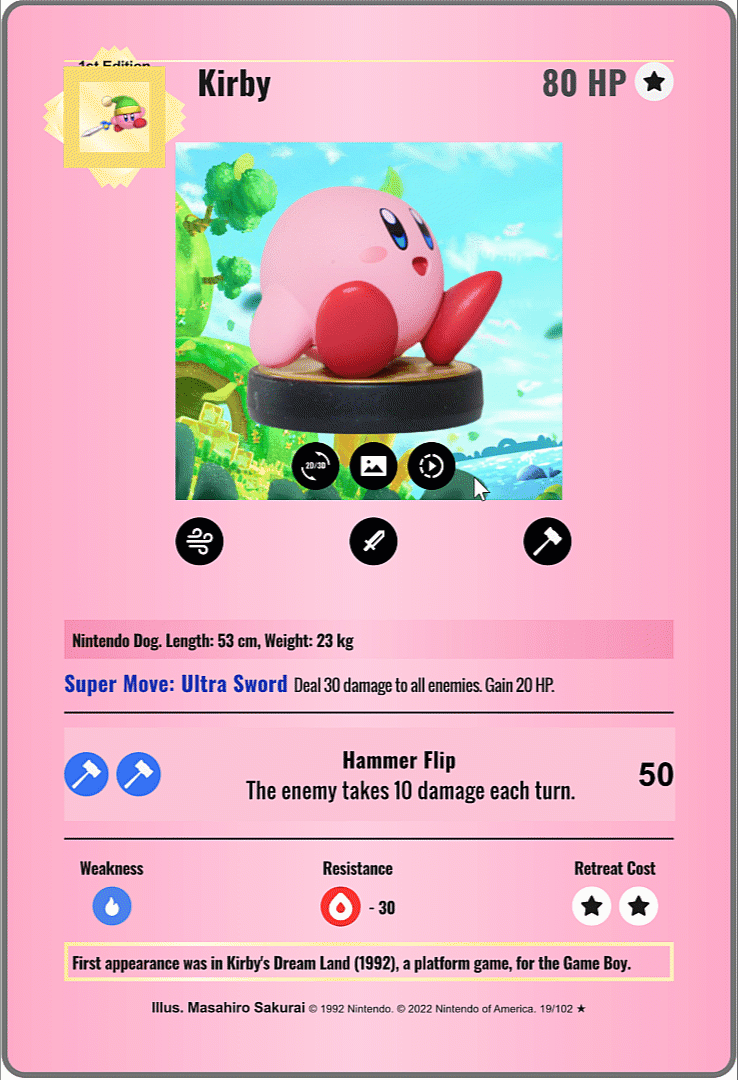 1st Edition
Kirby
80 HP
2D/3D
Nintendo Dog. Length: 53 cm, Weight: 23 kg
Super Move: Ultra Sword Deal 30 damage to all enemies. Gain 20 HP.
Hammer Flip
The enemy takes 10 damage each turn.
50
Weakness
Resistance
Retreat Cost
- 30
First appearance was in Kirby's Dream Land (1992), a platform game, for the Game Boy.
Illus. Masahiro Sakurai © 1992 Nintendo. © 2022 Nintendo of America. 19/102 ★